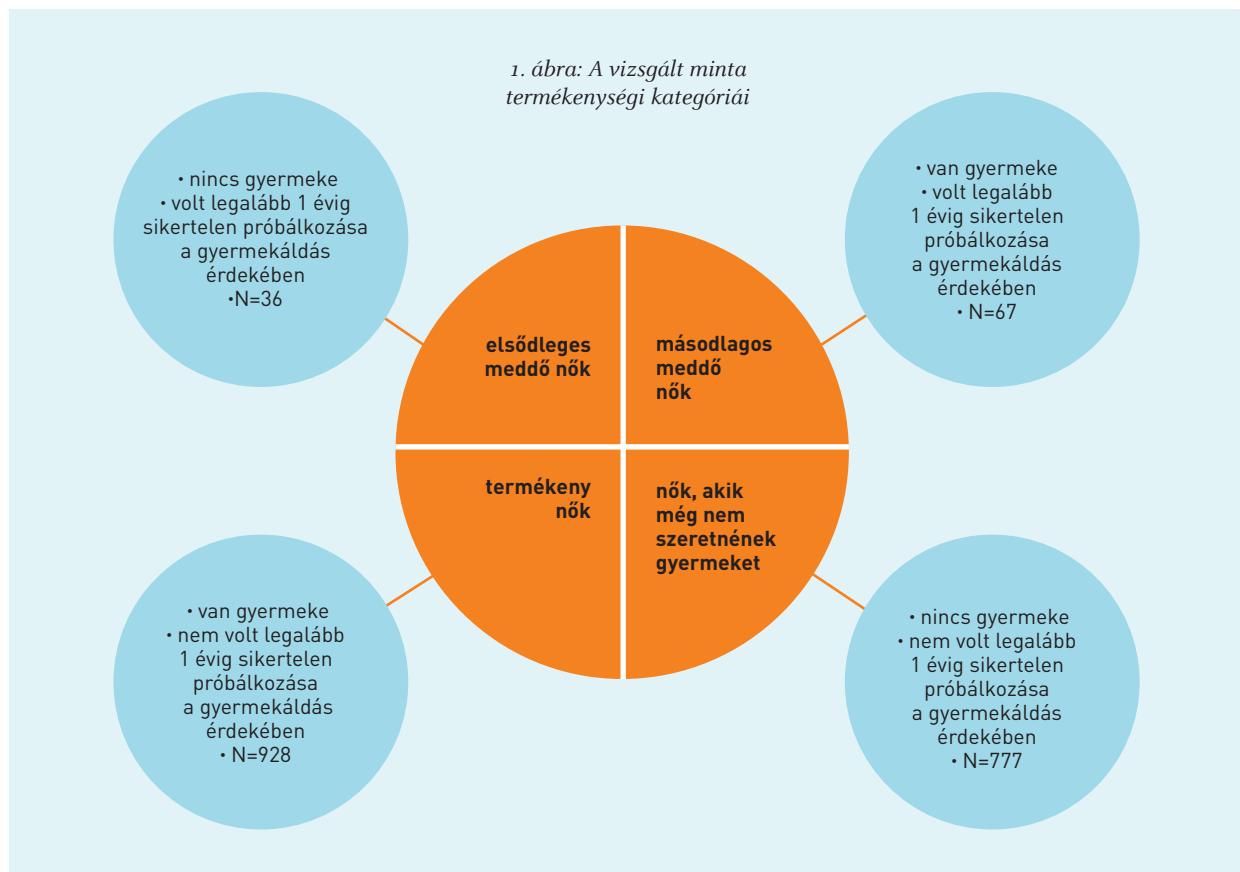 1. ábra: A vizsgált minta
termékenységi kategóriái
• nincs gyermeke
• volt legalább 1 évig
sikertelen próbálkozása
a gyermekáldás
érdekében
•N=36
• van gyermeke
• volt legalább
1 évig sikertelen
próbálkozása
a gyermekáldás
érdekében
• N=67
elsődleges
meddő nők
másodlagos
meddő
nők
termékeny
nők
nők, akik
még nem
szeretnének
gyermeket
• van gyermeke
• nem volt legalább
1 évig sikertelen
próbálkozása
a gyermekáldás
érdekében
• N=928
• nincs gyermeke
• nem volt legalább
1 évig sikertelen
próbálkozása
a gyermekáldás
érdekében
• N=777